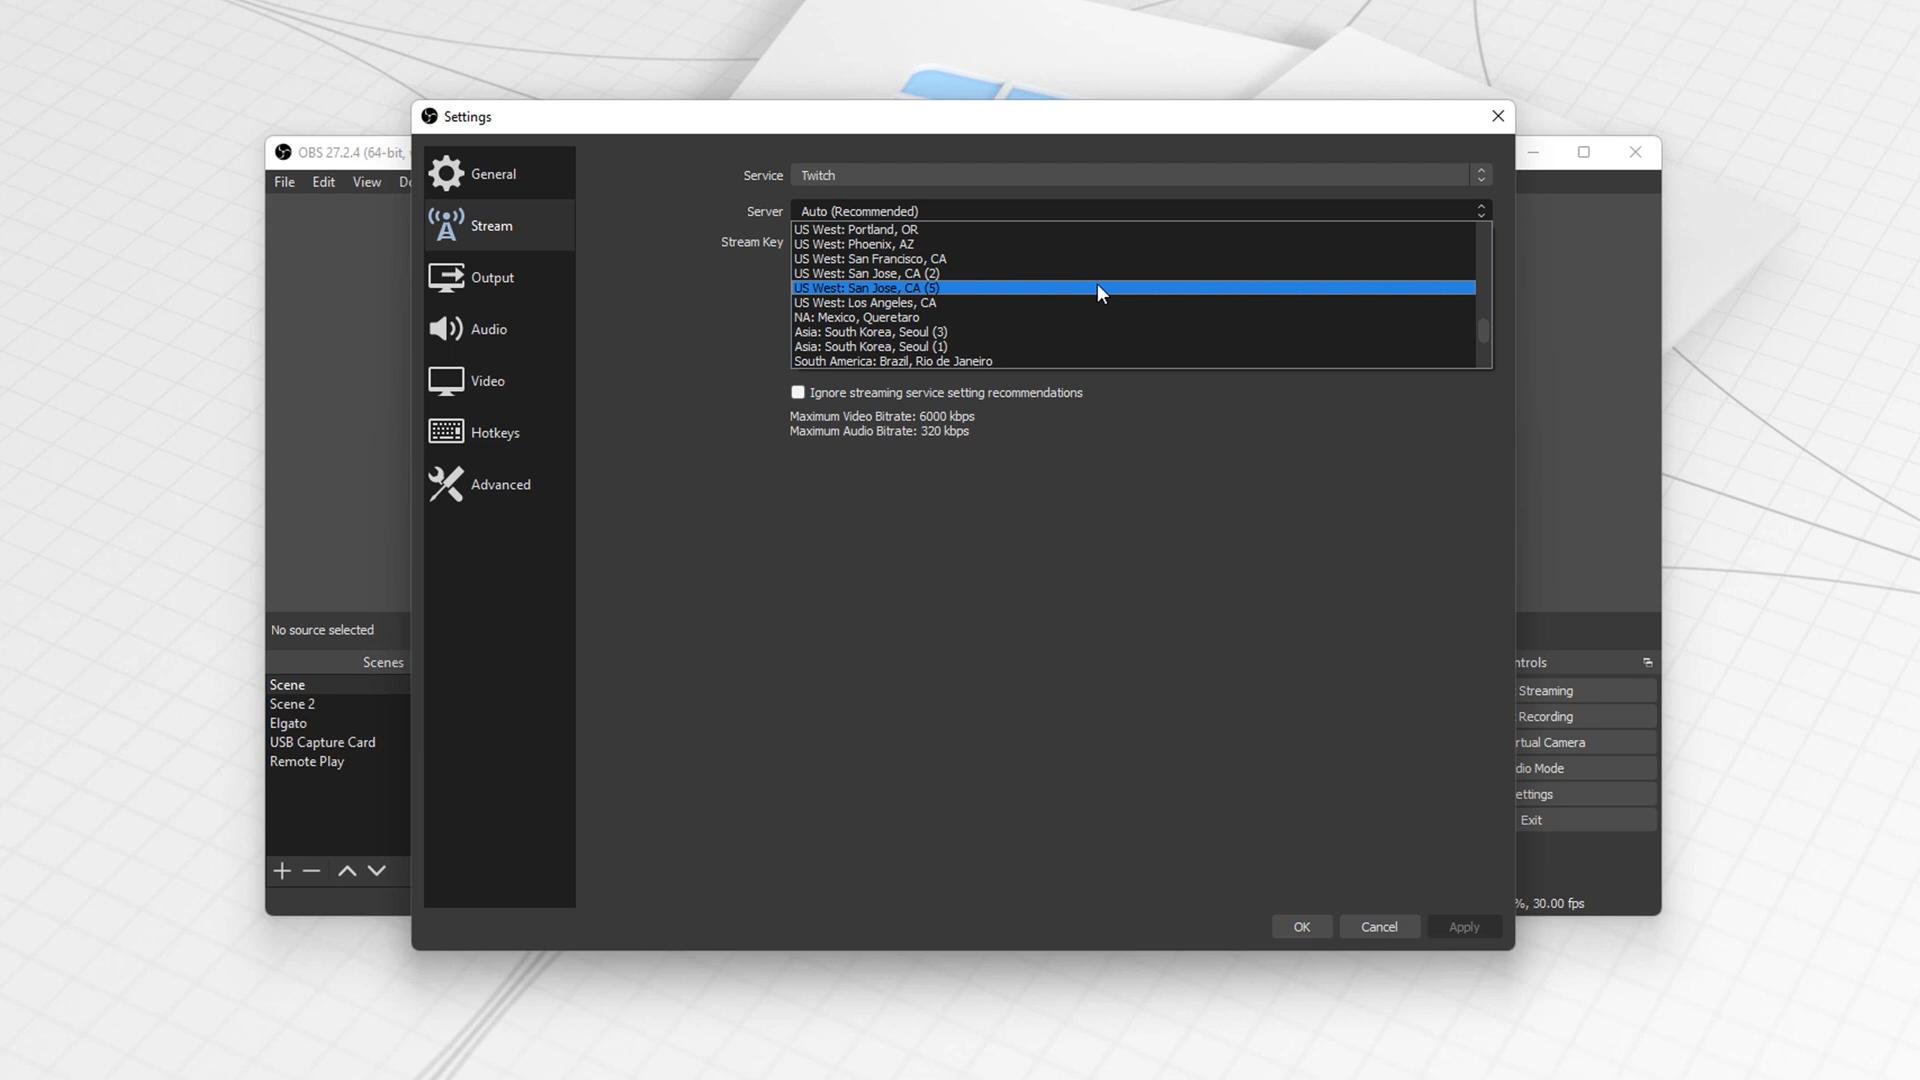 Settings
OBS 27.2.4 (64-bit,
File Edit View Do
General
Stream
Output
Audio
Video
Hotkeys
Advanced
Service Twitch
Server Auto (Recommended)
Stream Key
US West: Portland, OR
US West: Phoenix, AZ
US West: San Francisco, CA
US West: San Jose, CA (2)
US West: San Jose, CA (5)
US West: Los Angeles, CA
NA: Mexico, Queretaro
Asia: South Korea, Seoul (3)
Asia: South Korea, Seoul (1)
South America: Brazil, Rio de Janeiro
Ignore streaming service setting recommendations
Maximum Video Bitrate: 6000 kbps
Maximum Audio Bitrate: 320 kbps
No source selected
Scenes
Scene
Scene 2
Elgato
USB Capture Card
Remote Play
ntrols
Streaming
Recording
rtual Camera
dio Mode
ettings
Exit
%, 30.00 fps
OK Cancel Apply